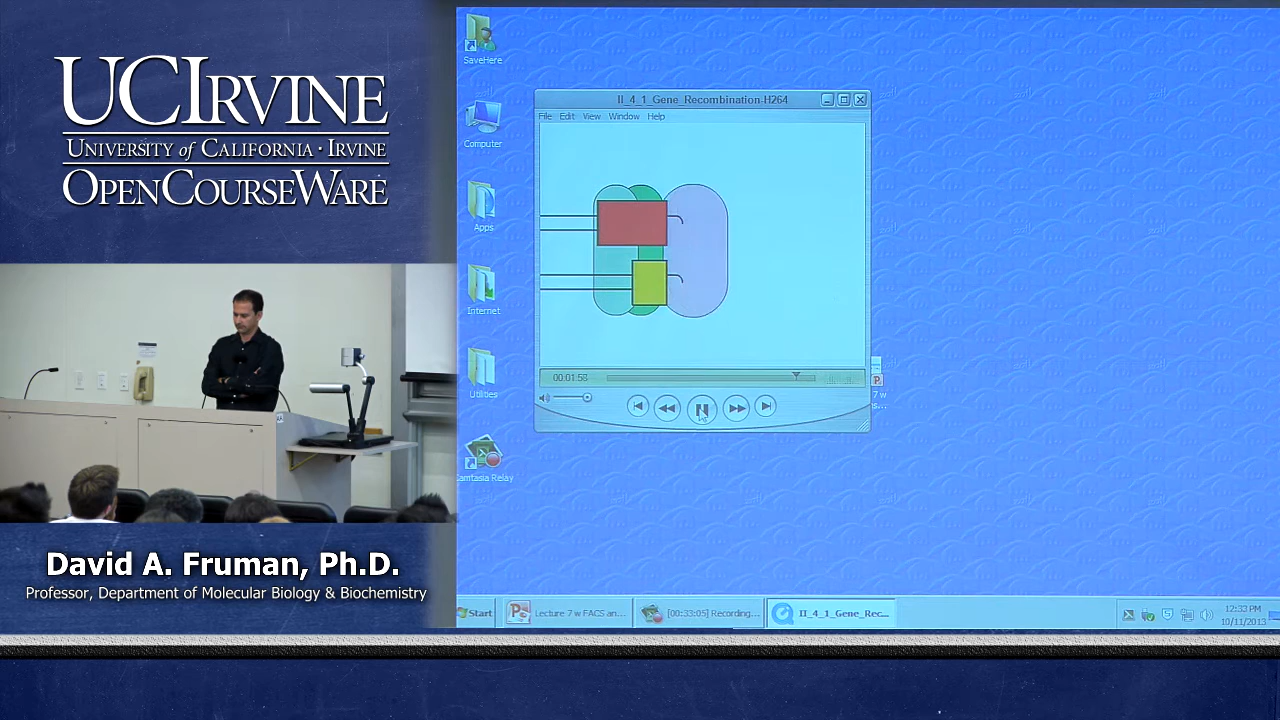 UCIRVINE
UNIVERSITY of CALIFORNIA · IRVINE
OPENCOURSEWARE
David A. Fruman, Ph.D.
Professor, Department of Molecular Biology & Biochemistry
SaveHere
Computer
Apps
Internet
Utilities
Camtasia Relay
II_4_1_Gene_Recombination-H264
File Edit View Window Help
00:01:58
7 w
Start
Lecture 7 w FACS an...
[00:33:05] Recording...
II_4_1_Gene_Rec...
12:33 PM
10/11/2013